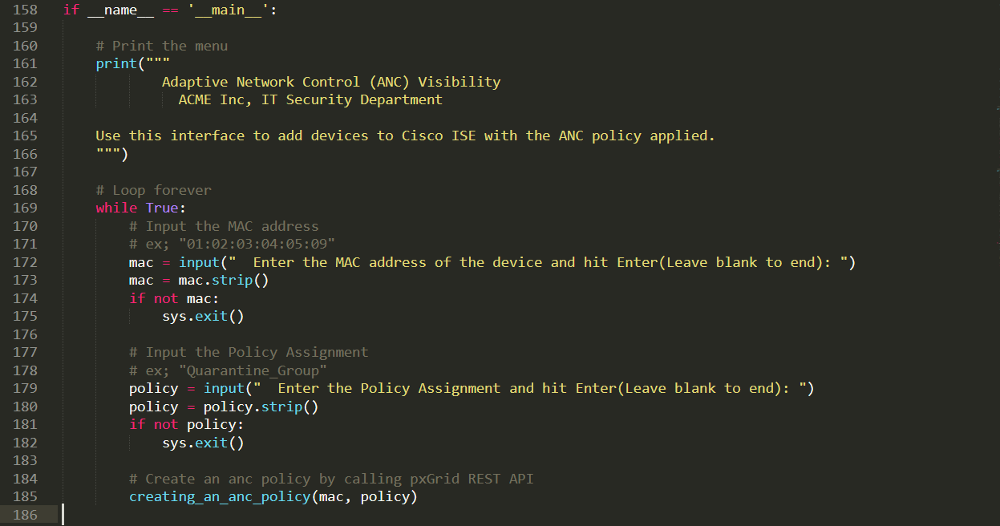 158 if __name__ == '__main__':
159
160     # Print the menu
161     print("""
162             Adaptive Network Control (ANC) Visibility
163               ACME Inc, IT Security Department
164
165     Use this interface to add devices to Cisco ISE with the ANC policy applied.
166     """)
167
168     # Loop forever
169     while True:
170         # Input the MAC address
171         # ex; "01:02:03:04:05:09"
172         mac = input("  Enter the MAC address of the device and hit Enter(Leave blank to end): ")
173         mac = mac.strip()
174         if not mac:
175             sys.exit()
176
177         # Input the Policy Assignment
178         # ex; "Quarantine_Group"
179         policy = input("  Enter the Policy Assignment and hit Enter(Leave blank to end): ")
180         policy = policy.strip()
181         if not policy:
182             sys.exit()
183
184         # Create an anc policy by calling pxGrid REST API
185         creating_an_anc_policy(mac, policy)
186